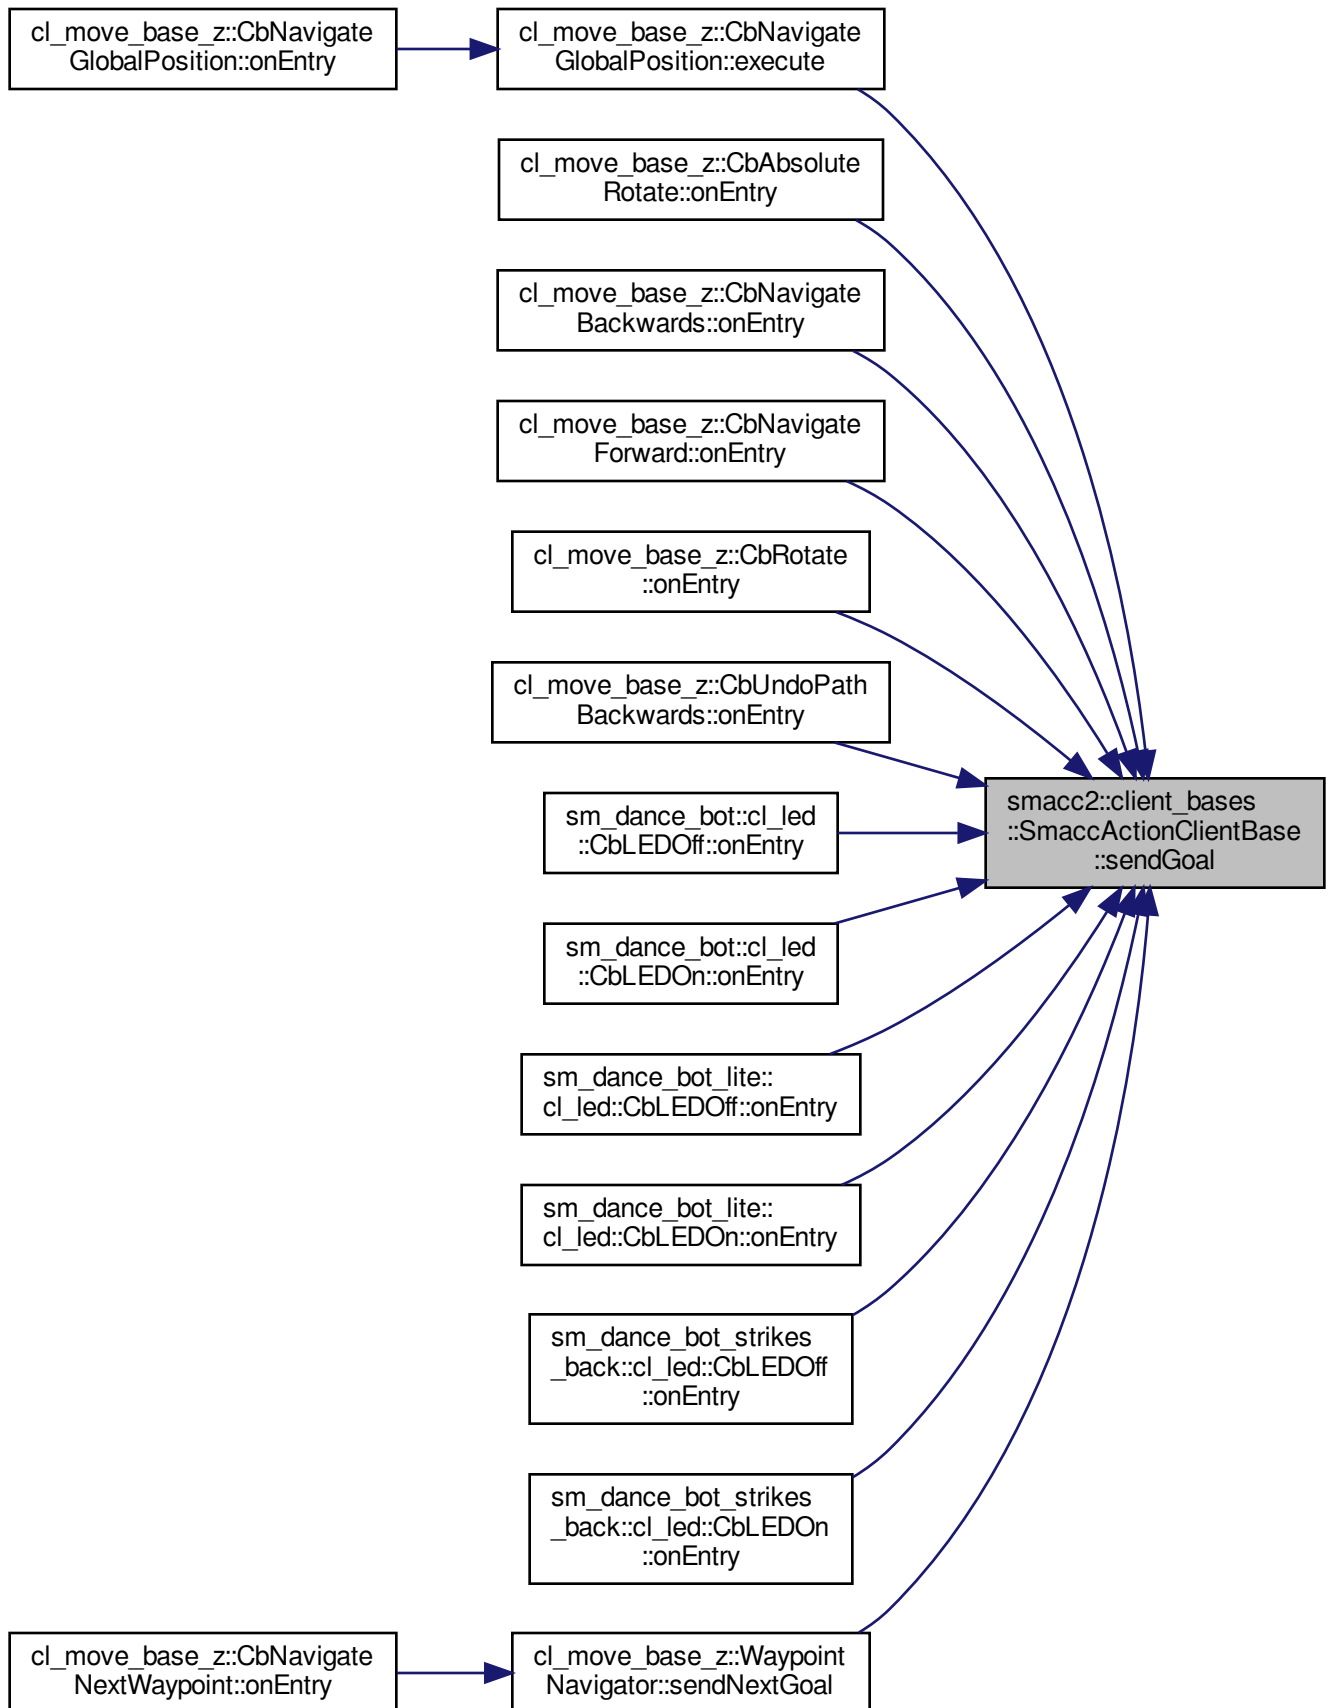 cl_move_base_z::CbNavigate
GlobalPosition::onEntry
cl_move_base_z::CbNavigate
GlobalPosition::execute
cl_move_base_z::CbAbsolute
Rotate::onEntry
cl_move_base_z::CbNavigate
Backwards::onEntry
cl_move_base_z::CbNavigate
Forward::onEntry
cl_move_base_z::CbRotate
::onEntry
cl_move_base_z::CbUndoPath
Backwards::onEntry
sm_dance_bot::cl_led
::CbLEDOff::onEntry
smacc2::client_bases
::SmaccActionClientBase
::sendGoal
sm_dance_bot::cl_led
::CbLEDOn::onEntry
sm_dance_bot_lite::
cl_led::CbLEDOff::onEntry
sm_dance_bot_lite::
cl_led::CbLEDOn::onEntry
sm_dance_bot_strikes
_back::cl_led::CbLEDOff
::onEntry
sm_dance_bot_strikes
_back::cl_led::CbLEDOn
::onEntry
cl_move_base_z::CbNavigate
NextWaypoint::onEntry
cl_move_base_z::Waypoint
Navigator::sendNextGoal